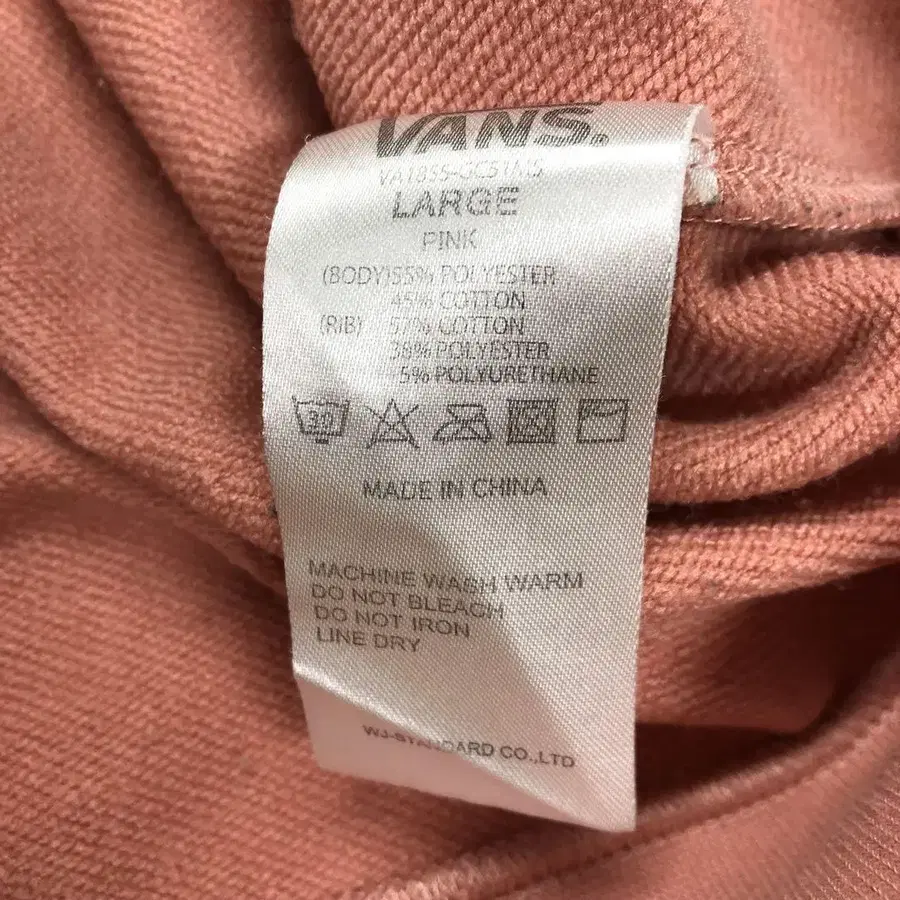 VANS.
LARGE
PINK
(BODY)55% POLYESTER
45% COTTON
(RIB) 57% COTTON
38% POLYESTER
5% POLYURETHANE
30
MADE IN CHINA
MACHINE WASH WARM
DO NOT BLEACH
DO NOT IRON
LINE DRY
WJ-STANDARD CO.,LTD